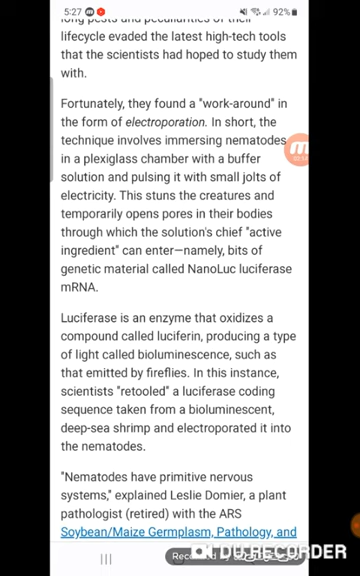 5:27
92%
long pests and peculiarities of their
lifecycle evaded the latest high-tech tools
that the scientists had hoped to study them
with.
Fortunately, they found a "work-around" in
the form of electroporation. In short, the
technique involves immersing nematodes
in a plexiglass chamber with a buffer
solution and pulsing it with small jolts of
electricity. This stuns the creatures and
temporarily opens pores in their bodies
through which the solution's chief "active
ingredient" can enter—namely, bits of
genetic material called NanoLuc luciferase
mRNA.
Luciferase is an enzyme that oxidizes a
compound called luciferin, producing a type
of light called bioluminescence, such as
that emitted by fireflies. In this instance,
scientists "retooled" a luciferase coding
sequence taken from a bioluminescent,
deep-sea shrimp and electroporated it into
the nematodes.
"Nematodes have primitive nervous
systems," explained Leslie Domier, a plant
pathologist (retired) with the ARS
Soybean/Maize Germplasm, Pathology, and
DU RECORDER